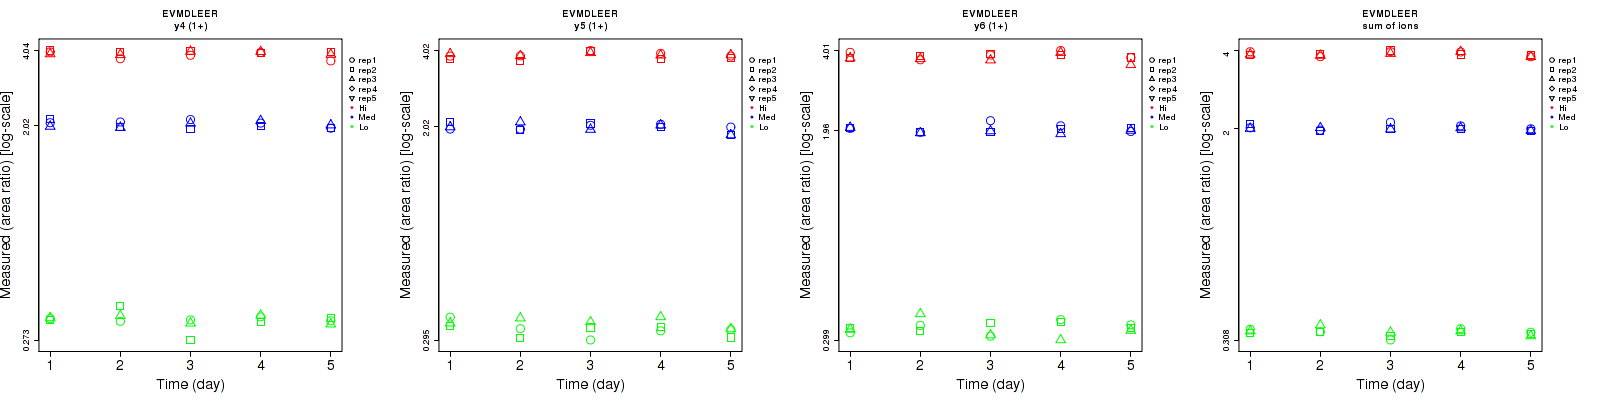 EVMDLEER
y4 (1+)
Measured (area ratio) [log-scale]
4.04
2.02
0.273
1 2 3 4 5
Time (day)
rep1
rep2
rep3
rep4
rep5
Hi
Med
Lo
EVMDLEER
y5 (1+)
Measured (area ratio) [log-scale]
4.02
2.02
0.295
1 2 3 4 5
Time (day)
rep1
rep2
rep3
rep4
rep5
Hi
Med
Lo
EVMDLEER
y6 (1+)
Measured (area ratio) [log-scale]
4.01
1.96
0.299
1 2 3 4 5
Time (day)
rep1
rep2
rep3
rep4
rep5
Hi
Med
Lo
EVMDLEER
sum of ions
Measured (area ratio) [log-scale]
4
2
0.308
1 2 3 4 5
Time (day)
rep1
rep2
rep3
rep4
rep5
Hi
Med
Lo